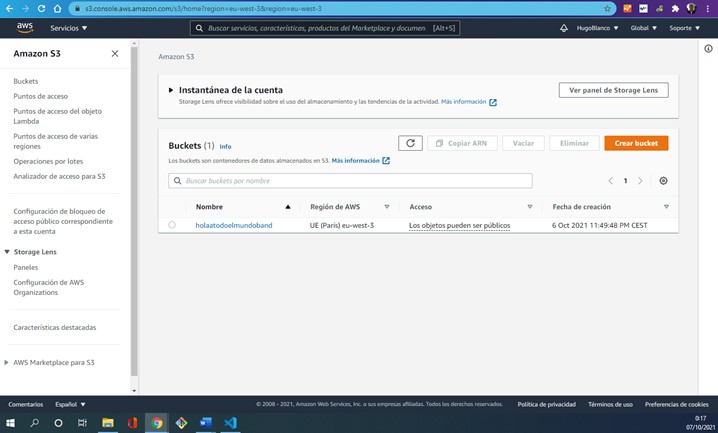 s3.console.aws.amazon.com/s3/home?region=eu-west-3&region=eu-west-3
aws
Servicios
Buscar servicios, características, productos del Marketplace y documen
[Alt+S]
HugoBlanco
Global
Soporte
Amazon S3
Buckets
Puntos de acceso
Puntos de acceso del objeto
Lambda
Puntos de acceso de varias
regiones
Operaciones por lotes
Analizador de acceso para S3
Configuración de bloqueo de
acceso público correspondiente
a esta cuenta
Storage Lens
Paneles
Configuración de AWS
Organizations
Características destacadas
AWS Marketplace para S3
Amazon S3
Instantánea de la cuenta
Storage Lens ofrece visibilidad sobre el uso del almacenamiento y las tendencias de la actividad. Más información
Ver panel de Storage Lens
Buckets (1) Info
Copiar ARN
Vaciar
Eliminar
Crear bucket
Los buckets son contenedores de datos almacenados en S3. Más información
Buscar buckets por nombre
1
Nombre
Región de AWS
Acceso
Fecha de creación
holaatodoelmundoband
UE (París) eu-west-3
Los objetos pueden ser públicos
6 Oct 2021 11:49:48 PM CEST
Comentarios
Español
© 2008 - 2021, Amazon Web Services, Inc. o sus empresas afiliadas. Todos los derechos reservados.
Política de privacidad
Términos de uso
Preferencias de cookies
0:17
07/10/2021